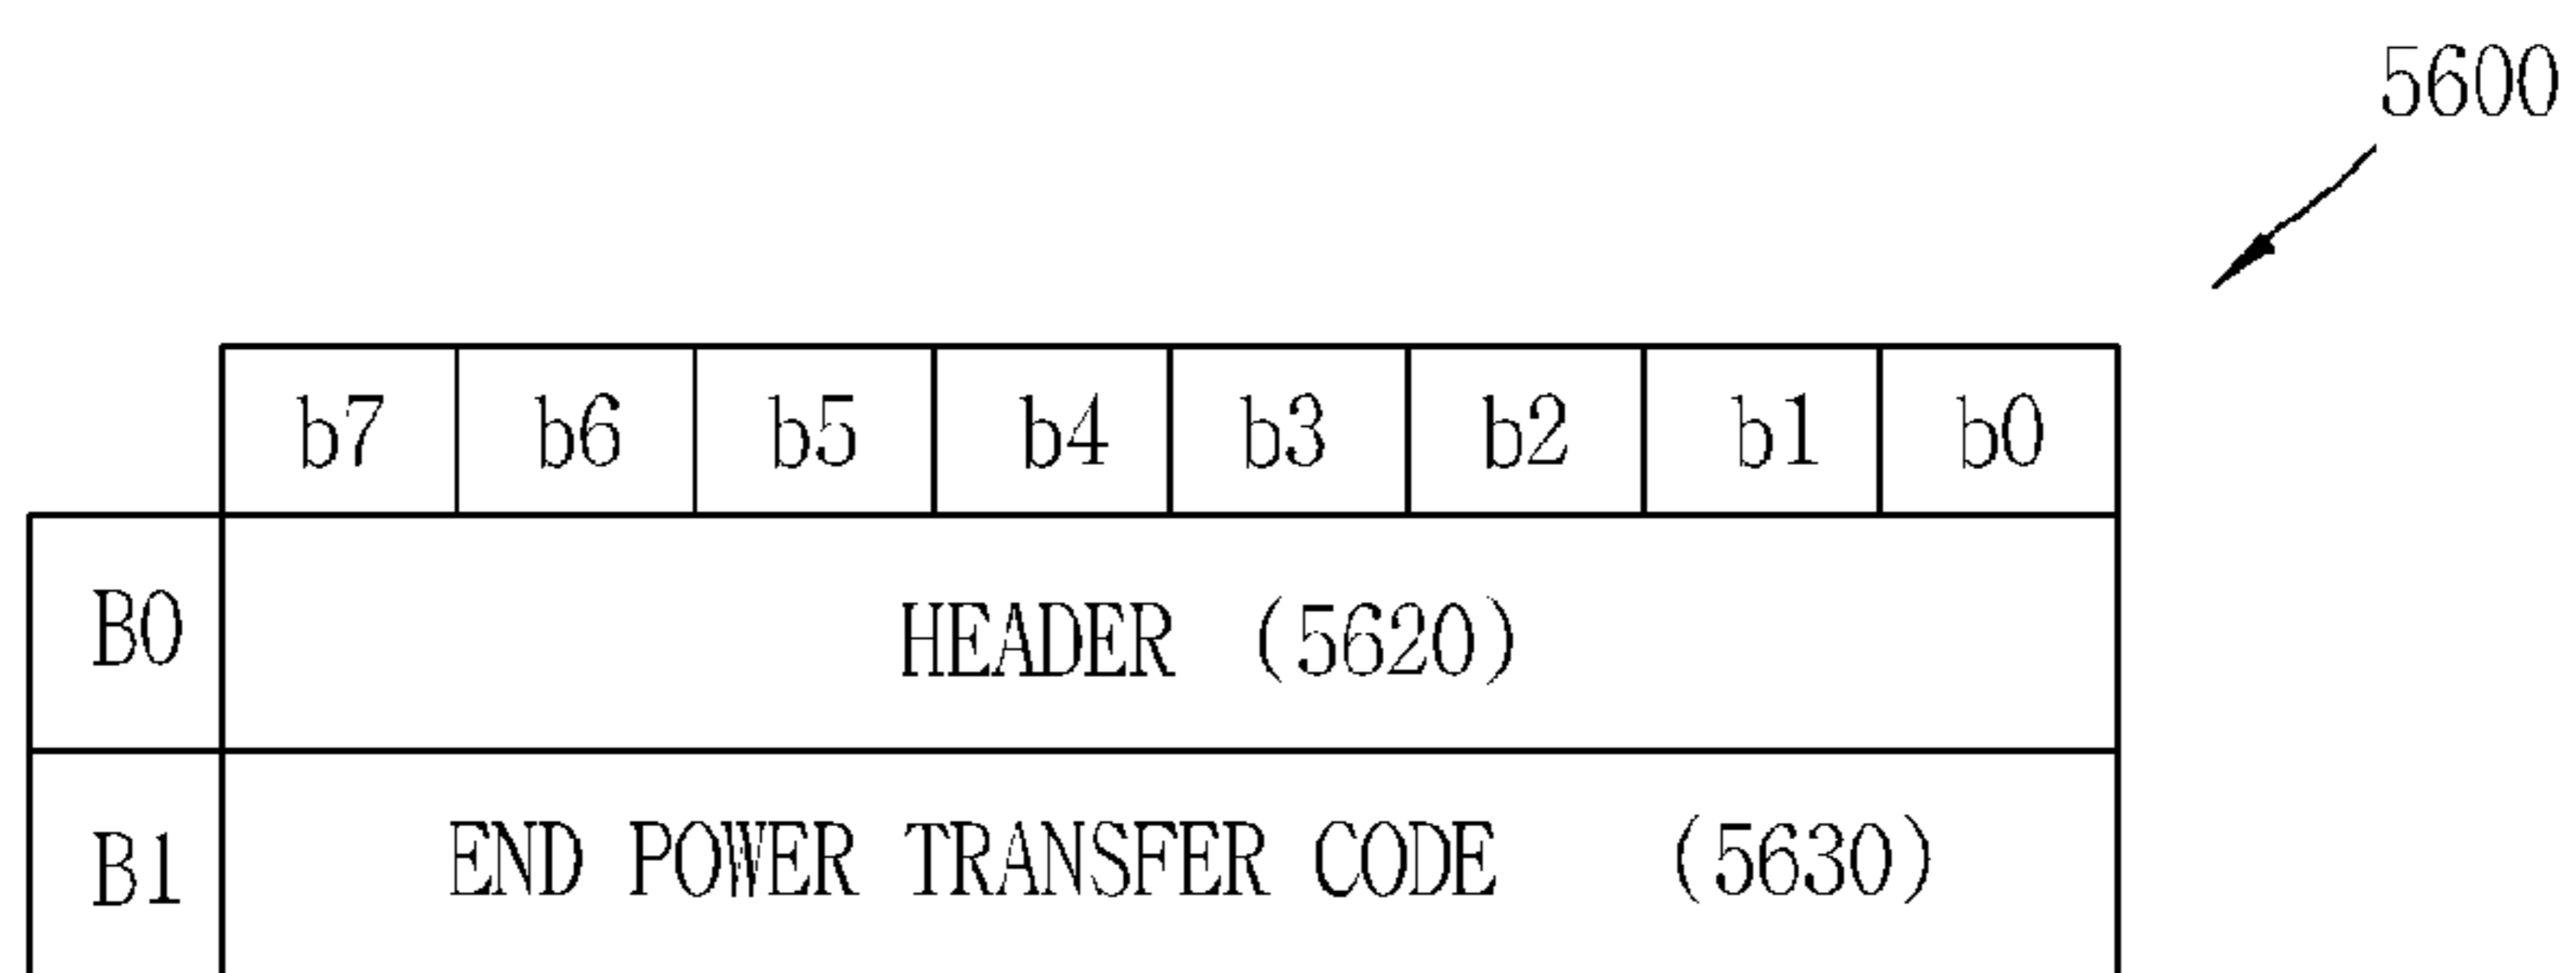 5600
b7 b6 b5 b4 b3 b2 b1 b0
B0 HEADER (5620)
B1 END POWER TRANSFER CODE (5630)